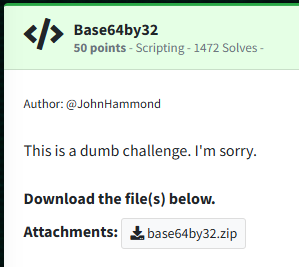 Base64by32
50 points - Scripting - 1472 Solves -
Author: @JohnHammond
This is a dumb challenge. I'm sorry.
Download the file(s) below.
Attachments: base64by32.zip